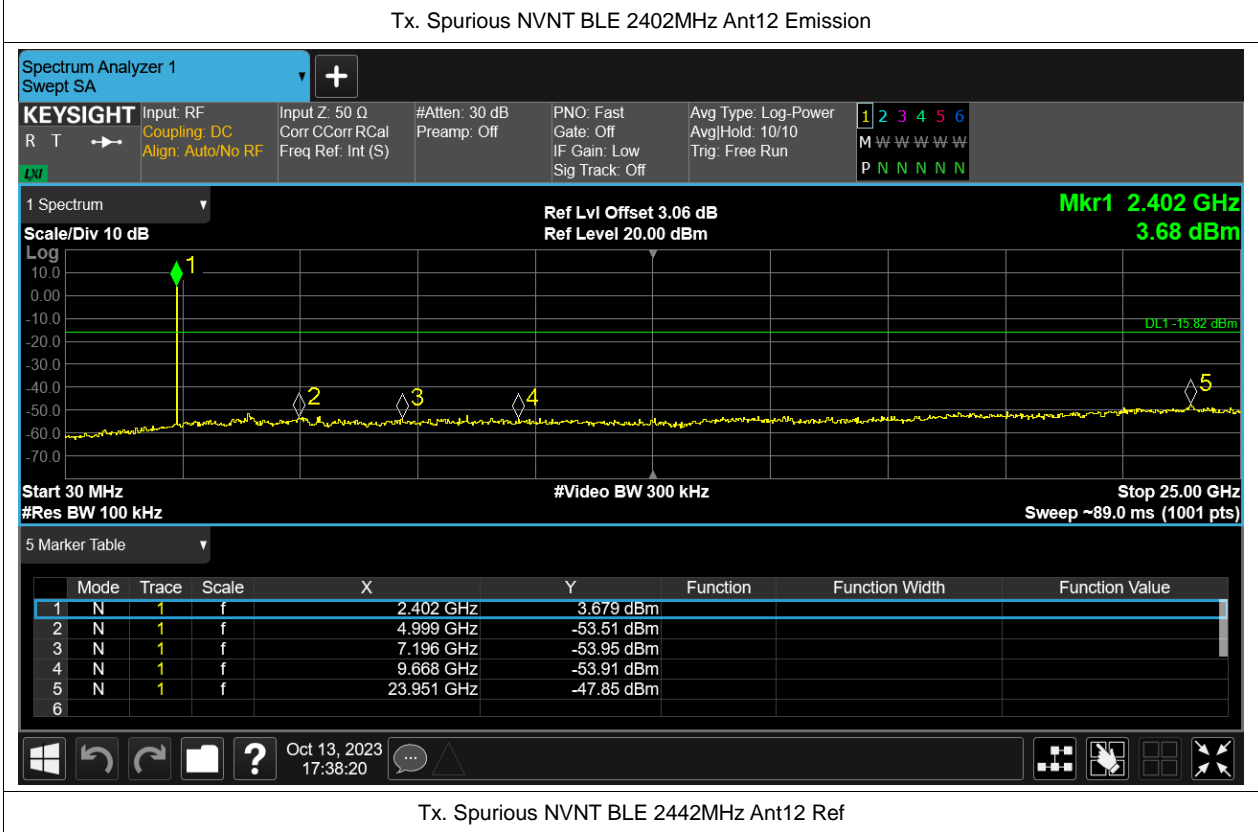 Tx. Spurious NVNT BLE 2402MHz Ant12 Emission
Spectrum Analyzer 1
Swept SA
KEYSIGHT Input: RF Input Z: 50 Ω #Atten: 30 dB PNO: Fast Avg Type: Log-Power 1 2 3 4 5 6
R T Coupling: DC Corr CCorr RCal Preamp: Off Gate: Off Avg|Hold: 10/10 M W W W W W
Align: Auto/No RF Freq Ref: Int (S) IF Gain: Low Trig: Free Run
LXI Sig Track: Off P N N N N N
1 Spectrum Ref Lvl Offset 3.06 dB Mkr1 2.402 GHz
Scale/Div 10 dB Ref Level 20.00 dBm 3.68 dBm
Log
1
10.0
0.00
-10.0
DL1 -15.82 dBm
-20.0
-30.0
-40.0
2 3 4 5
-50.0
-60.0
-70.0
Start 30 MHz #Video BW 300 kHz Stop 25.00 GHz
#Res BW 100 kHz Sweep ~89.0 ms (1001 pts)
5 Marker Table
Mode Trace Scale X Y Function Function Width Function Value
1 N 1 f 2.402 GHz 3.679 dBm
2 N 1 f 4.999 GHz -53.51 dBm
3 N 1 f 7.196 GHz -53.95 dBm
4 N 1 f 9.668 GHz -53.91 dBm
5 N 1 f 23.951 GHz -47.85 dBm
6
? Oct 13, 2023
17:38:20
Tx. Spurious NVNT BLE 2442MHz Ant12 Ref